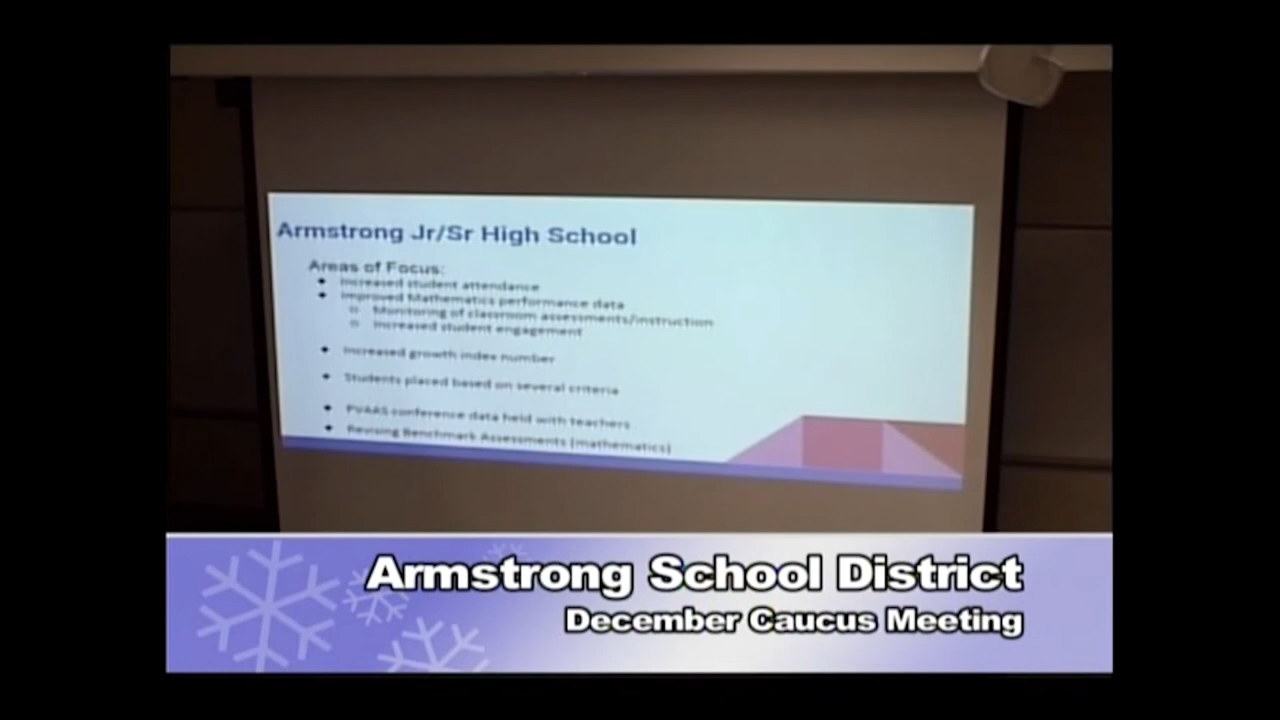 Armstrong Jr/Sr High School
Areas of Focus:
Increased student attendance
Improved Mathematics performance data
Monitoring of classroom assessments/instruction
Increased student engagement
Increased growth index number
Students placed based on several criteria
PVAAS conference data held with teachers
Revising Benchmark Assessments (mathematics)
Armstrong School District
December Caucus Meeting